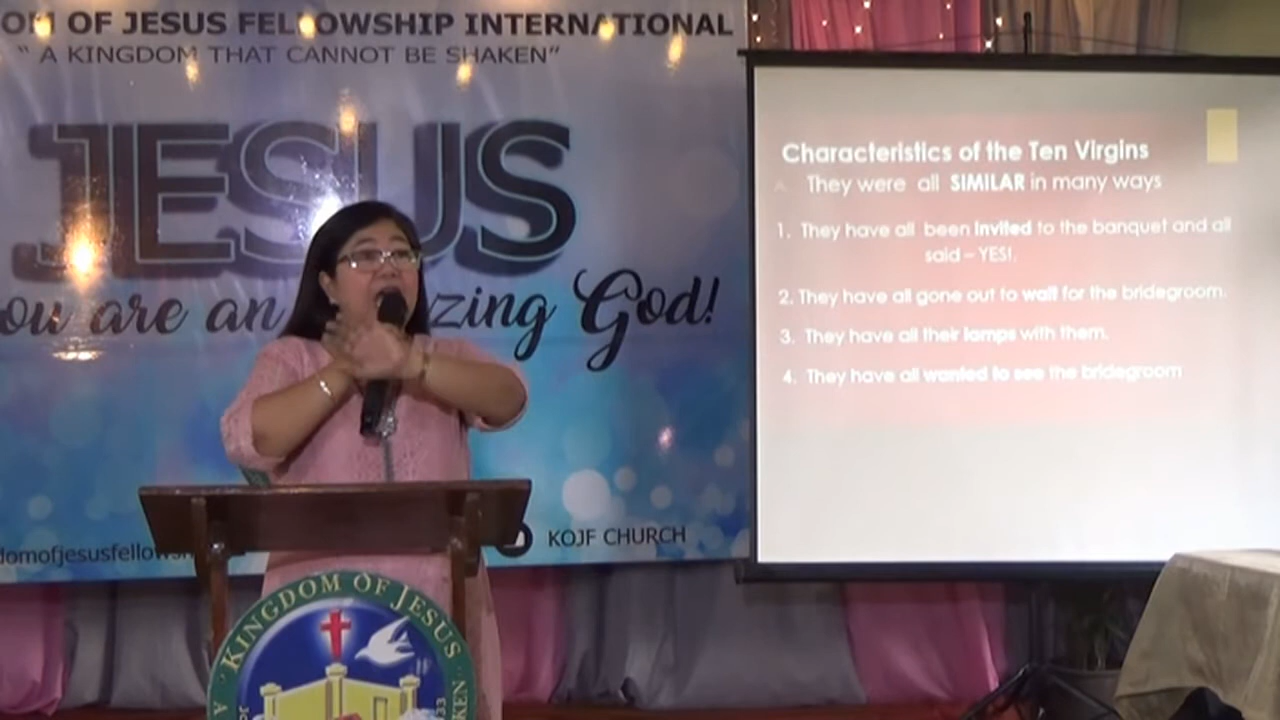 OM OF JESUS FELLOWSHIP INTERNATIONAL
“ A KINGDOM THAT CANNOT BE SHAKEN”
JESUS
ou are an zing God!
domofjesusfellowsh
KOJF CHURCH
KINGDOM OF JESUS
A
KEN
33
Characteristics of the Ten Virgins
A. They were all SIMILAR in many ways
1. They have all been invited to the banquet and all
said – YES!.
2. They have all gone out to wait for the bridegroom.
3. They have all their lamps with them.
4. They have all wanted to see the bridegroom